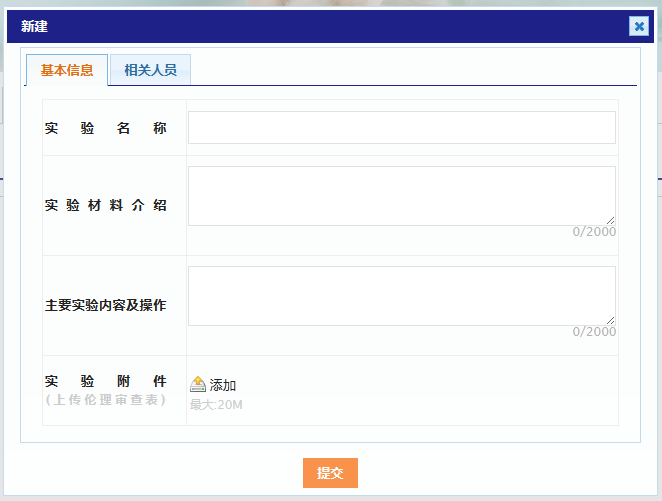 新建
基本信息 相关人员
实验名称
实验材料介绍
0/2000
主要实验内容及操作
0/2000
实验附件 添加
(上传伦理审查表) 最大:20M
提交